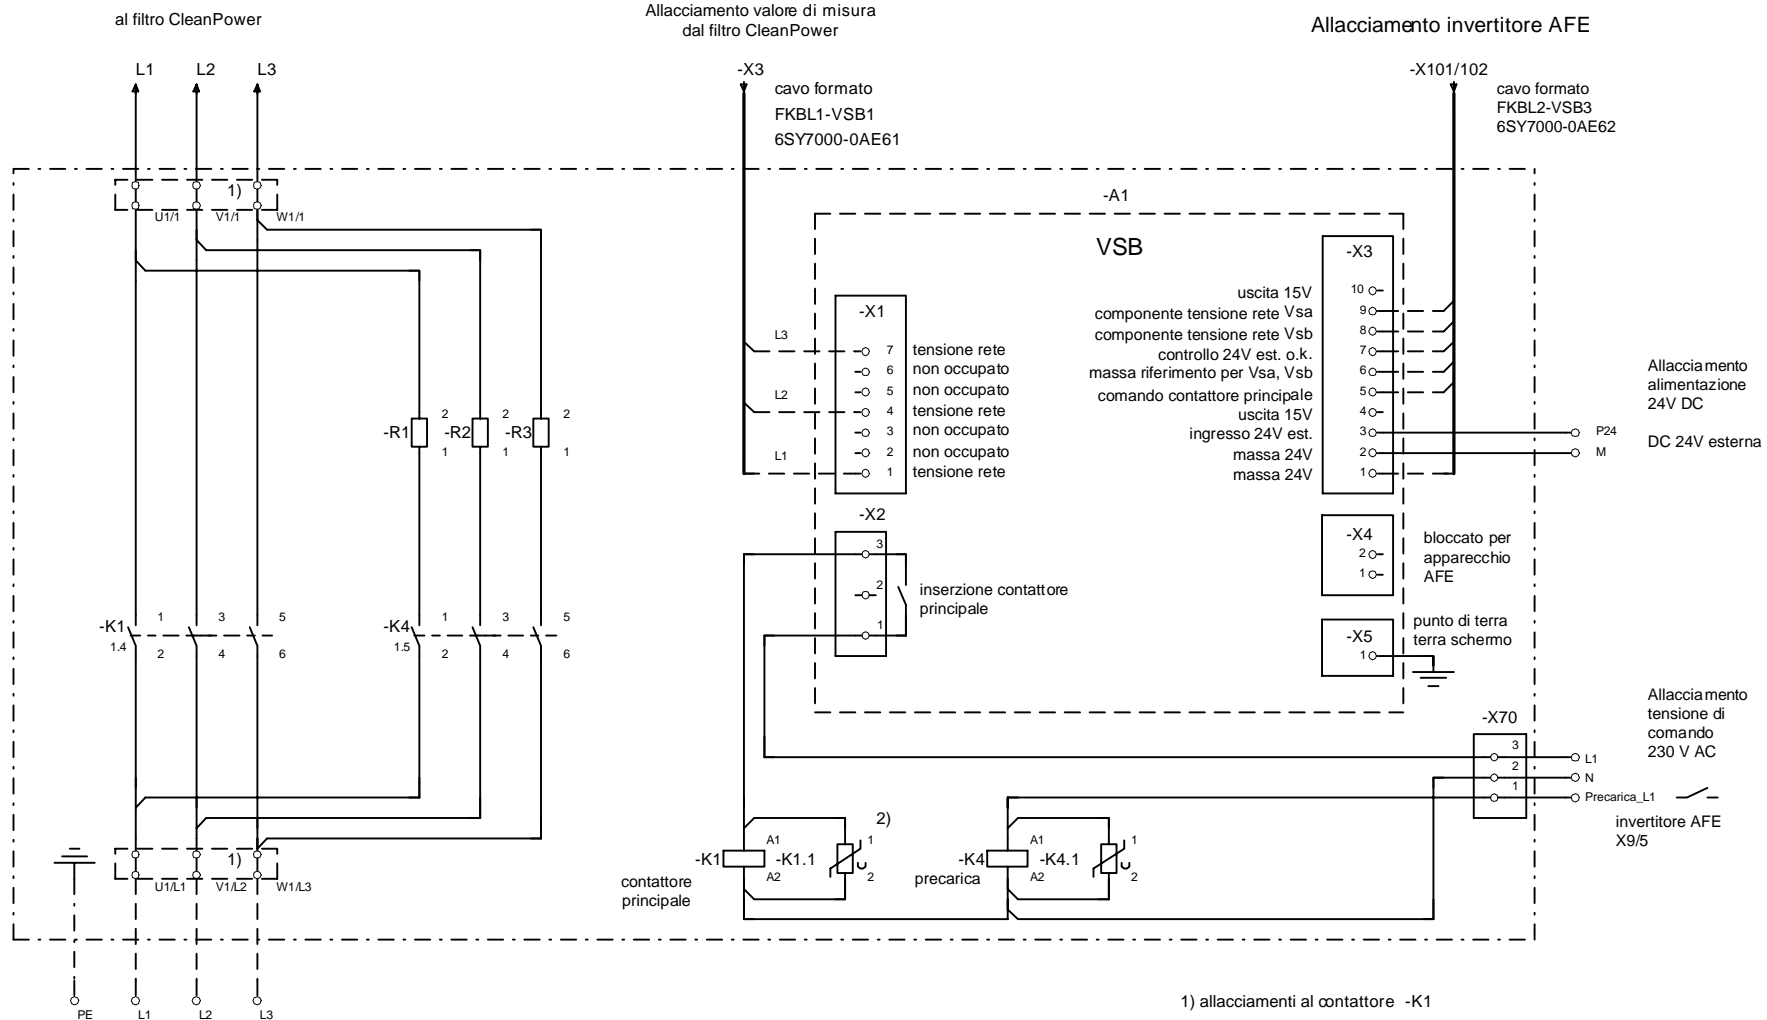 al filtro CleanPower
Allacciamento valore di misura
dal filtro CleanPower
Allacciamento invertitore AFE
L1
L2
L3
-X3
cavo formato
FKBL1-VSB1
6SY7000-0AE61
-X101/102
cavo formato
FKBL2-VSB3
6SY7000-0AE62
1)
U1/1
V1/1
W1/1
-A1
VSB
-X1
L3
7 tensione rete
6 non occupato
5 non occupato
L2
4 tensione rete
3 non occupato
2 non occupato
L1
1 tensione rete
-X3
uscita 15V 10
componente tensione rete Vsa 9
componente tensione rete Vsb 8
controllo 24V est. o.k. 7
massa riferimento per Vsa, Vsb 6
comando contattore principale 5
uscita 15V 4
ingresso 24V est. 3
massa 24V 2
massa 24V 1
Allacciamento
alimentazione
24V DC
P24
M
DC 24V esterna
-R1
2
1
-R2
2
1
-R3
2
1
-X2
3
2
1
inserzione contattore
principale
-X4
2
1
bloccato per
apparecchio
AFE
-X5
1
punto di terra
terra schermo
-K1
1.4
1
2
3
4
5
6
-K4
1.5
1
2
3
4
5
6
Allacciamento
tensione di
comando
230 V AC
-X70
3
2
1
L1
N
Precarica_L1
invertitore AFE
X9/5
2)
-K1
A1
A2
contattore
principale
-K1.1
1
2
-K4
A1
A2
precarica
-K4.1
1
2
1)
U1/L1
V1/L2
W1/L3
PE
L1
L2
L3
1) allacciamenti al contattore -K1